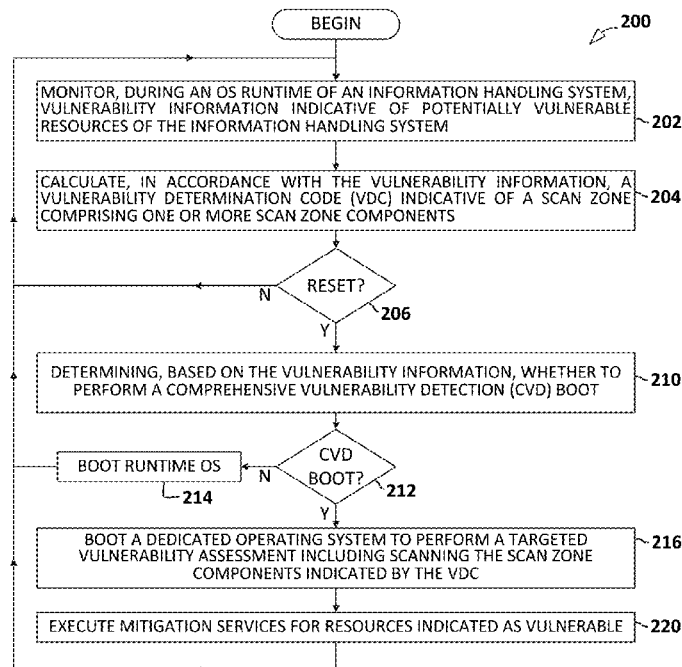 BEGIN
200
MONITOR, DURING AN OS RUNTIME OF AN INFORMATION HANDLING SYSTEM,
VULNERABILITY INFORMATION INDICATIVE OF POTENTIALLY VULNERABLE
RESOURCES OF THE INFORMATION HANDLING SYSTEM
202
CALCULATE, IN ACCORDANCE WITH THE VULNERABILITY INFORMATION, A
VULNERABILITY DETERMINATION CODE (VDC) INDICATIVE OF A SCAN ZONE
COMPRISING ONE OR MORE SCAN ZONE COMPONENTS
204
RESET?
N
206
Y
DETERMINING, BASED ON THE VULNERABILITY INFORMATION, WHETHER TO
PERFORM A COMPREHENSIVE VULNERABILITY DETECTION (CVD) BOOT
210
BOOT RUNTIME OS
214
CVD
BOOT?
N
212
Y
BOOT A DEDICATED OPERATING SYSTEM TO PERFORM A TARGETED
VULNERABILITY ASSESSMENT INCLUDING SCANNING THE SCAN ZONE
COMPONENTS INDICATED BY THE VDC
216
EXECUTE MITIGATION SERVICES FOR RESOURCES INDICATED AS VULNERABLE
220